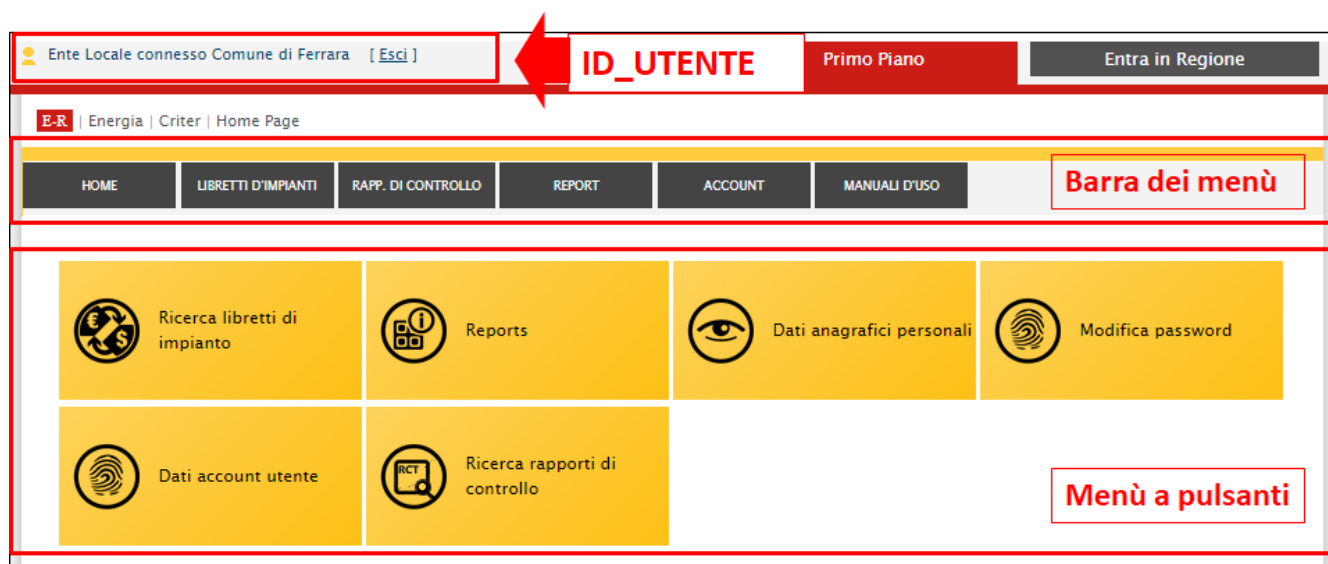 Ente Locale connesso Comune di Ferrara [ Esci ]
ID_UTENTE
Primo Piano
Entra in Regione
E-R | Energia | Criter | Home Page
HOME
LIBRETTI D'IMPIANTI
RAPP. DI CONTROLLO
REPORT
ACCOUNT
MANUALI D'USO
Barra dei menù
Ricerca libretti di
impianto
Reports
Dati anagrafici personali
Modifica password
Dati account utente
RCT
Ricerca rapporti di
controllo
Menù a pulsanti